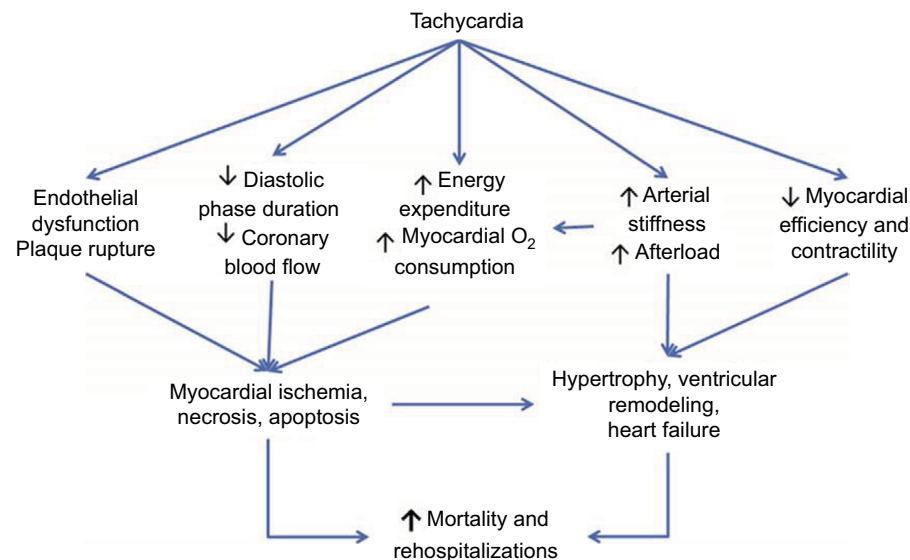 Tachycardia
Endothelial
dysfunction
Plaque rupture
↓ Diastolic
phase duration
↓ Coronary
blood flow
↑ Energy
expenditure
↑ Myocardial O₂
consumption
↑ Arterial
stiffness
↑ Afterload
↓ Myocardial
efficiency and
contractility
Myocardial ischemia,
necrosis, apoptosis
Hypertrophy, ventricular
remodeling,
heart failure
↑ Mortality and
rehospitalizations